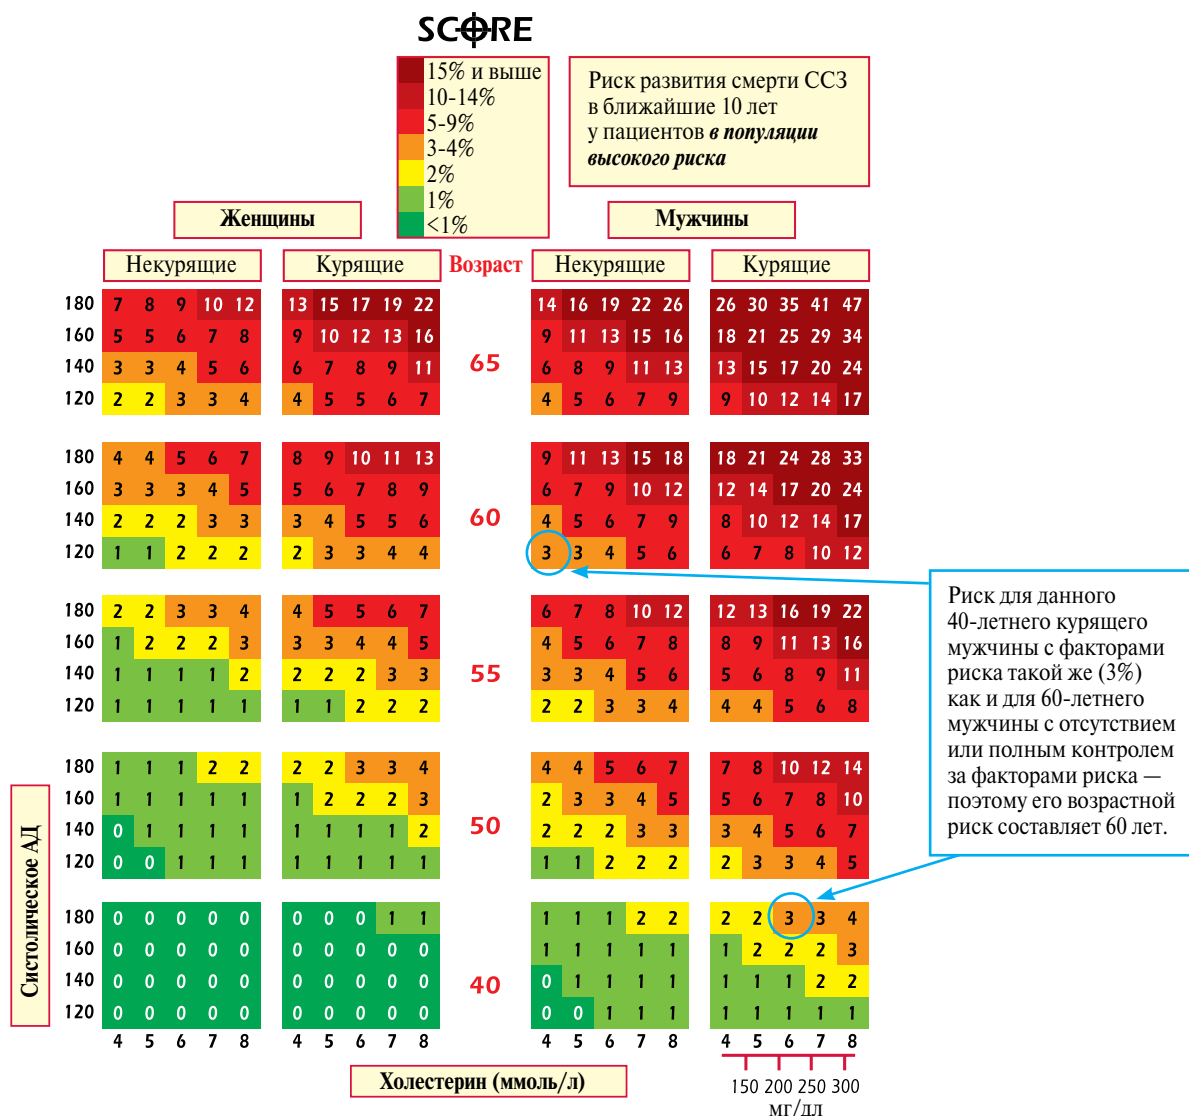 SCORE
15% и выше
10-14%
5-9%
3-4%
2%
1%
<1%
Риск развития смерти ССЗ
в ближайшие 10 лет
у пациентов в популяции
высокого риска
Женщины
Мужчины
Некурящие Курящие Возраст Некурящие Курящие
180 7 8 9 10 12 13 15 17 19 22 14 16 19 22 26 26 30 35 41 47
160 5 5 6 7 8 9 10 12 13 16 9 11 13 15 16 18 21 25 29 34
65
140 3 3 4 5 6 6 7 8 9 11 6 8 9 11 13 13 15 17 20 24
120 2 2 3 3 4 4 5 5 6 7 4 5 6 7 9 9 10 12 14 17
180 4 4 5 6 7 8 9 10 11 13 9 11 13 15 18 18 21 24 28 33
160 3 3 3 4 5 5 6 7 8 9 6 7 9 10 12 12 14 17 20 24
60
140 2 2 2 3 3 3 4 5 5 6 4 5 6 7 9 8 10 12 14 17
120 1 1 2 2 2 2 3 3 4 4 3 3 4 5 6 6 7 8 10 12
180 2 2 3 3 4 4 5 5 6 7 6 7 8 10 12 12 13 16 19 22
160 1 2 2 2 3 3 3 4 4 5 4 5 6 7 8 8 9 11 13 16
55
140 1 1 1 1 2 2 2 2 3 3 3 3 4 5 6 5 6 8 9 11
120 1 1 1 1 1 1 1 2 2 2 2 2 3 3 4 4 4 5 6 8
180 1 1 1 2 2 2 2 3 3 4 4 4 5 6 7 7 8 10 12 14
160 1 1 1 1 1 1 2 2 2 3 2 3 3 4 5 5 6 7 8 10
50
140 0 1 1 1 1 1 1 1 1 2 2 2 2 3 3 3 4 5 6 7
120 0 0 1 1 1 1 1 1 1 1 1 1 2 2 2 2 3 3 4 5
180 0 0 0 0 0 0 0 0 1 1 1 1 1 2 2 2 2 3 3 4
160 0 0 0 0 0 0 0 0 0 0 1 1 1 1 1 1 2 2 2 3
40
140 0 0 0 0 0 0 0 0 0 0 0 1 1 1 1 1 1 1 2 2
120 0 0 0 0 0 0 0 0 0 0 0 0 1 1 1 1 1 1 1 1
4 5 6 7 8 4 5 6 7 8 4 5 6 7 8 4 5 6 7 8
Систолическое АД
Холестерин (ммоль/л)
150 200 250 300
мг/дл
Риск для данного
40-летнего курящего
мужчины с факторами
риска такой же (3%)
как и для 60-летнего
мужчины с отсутствием
или полным контролем
за факторами риска —
поэтому его возрастной
риск составляет 60 лет.